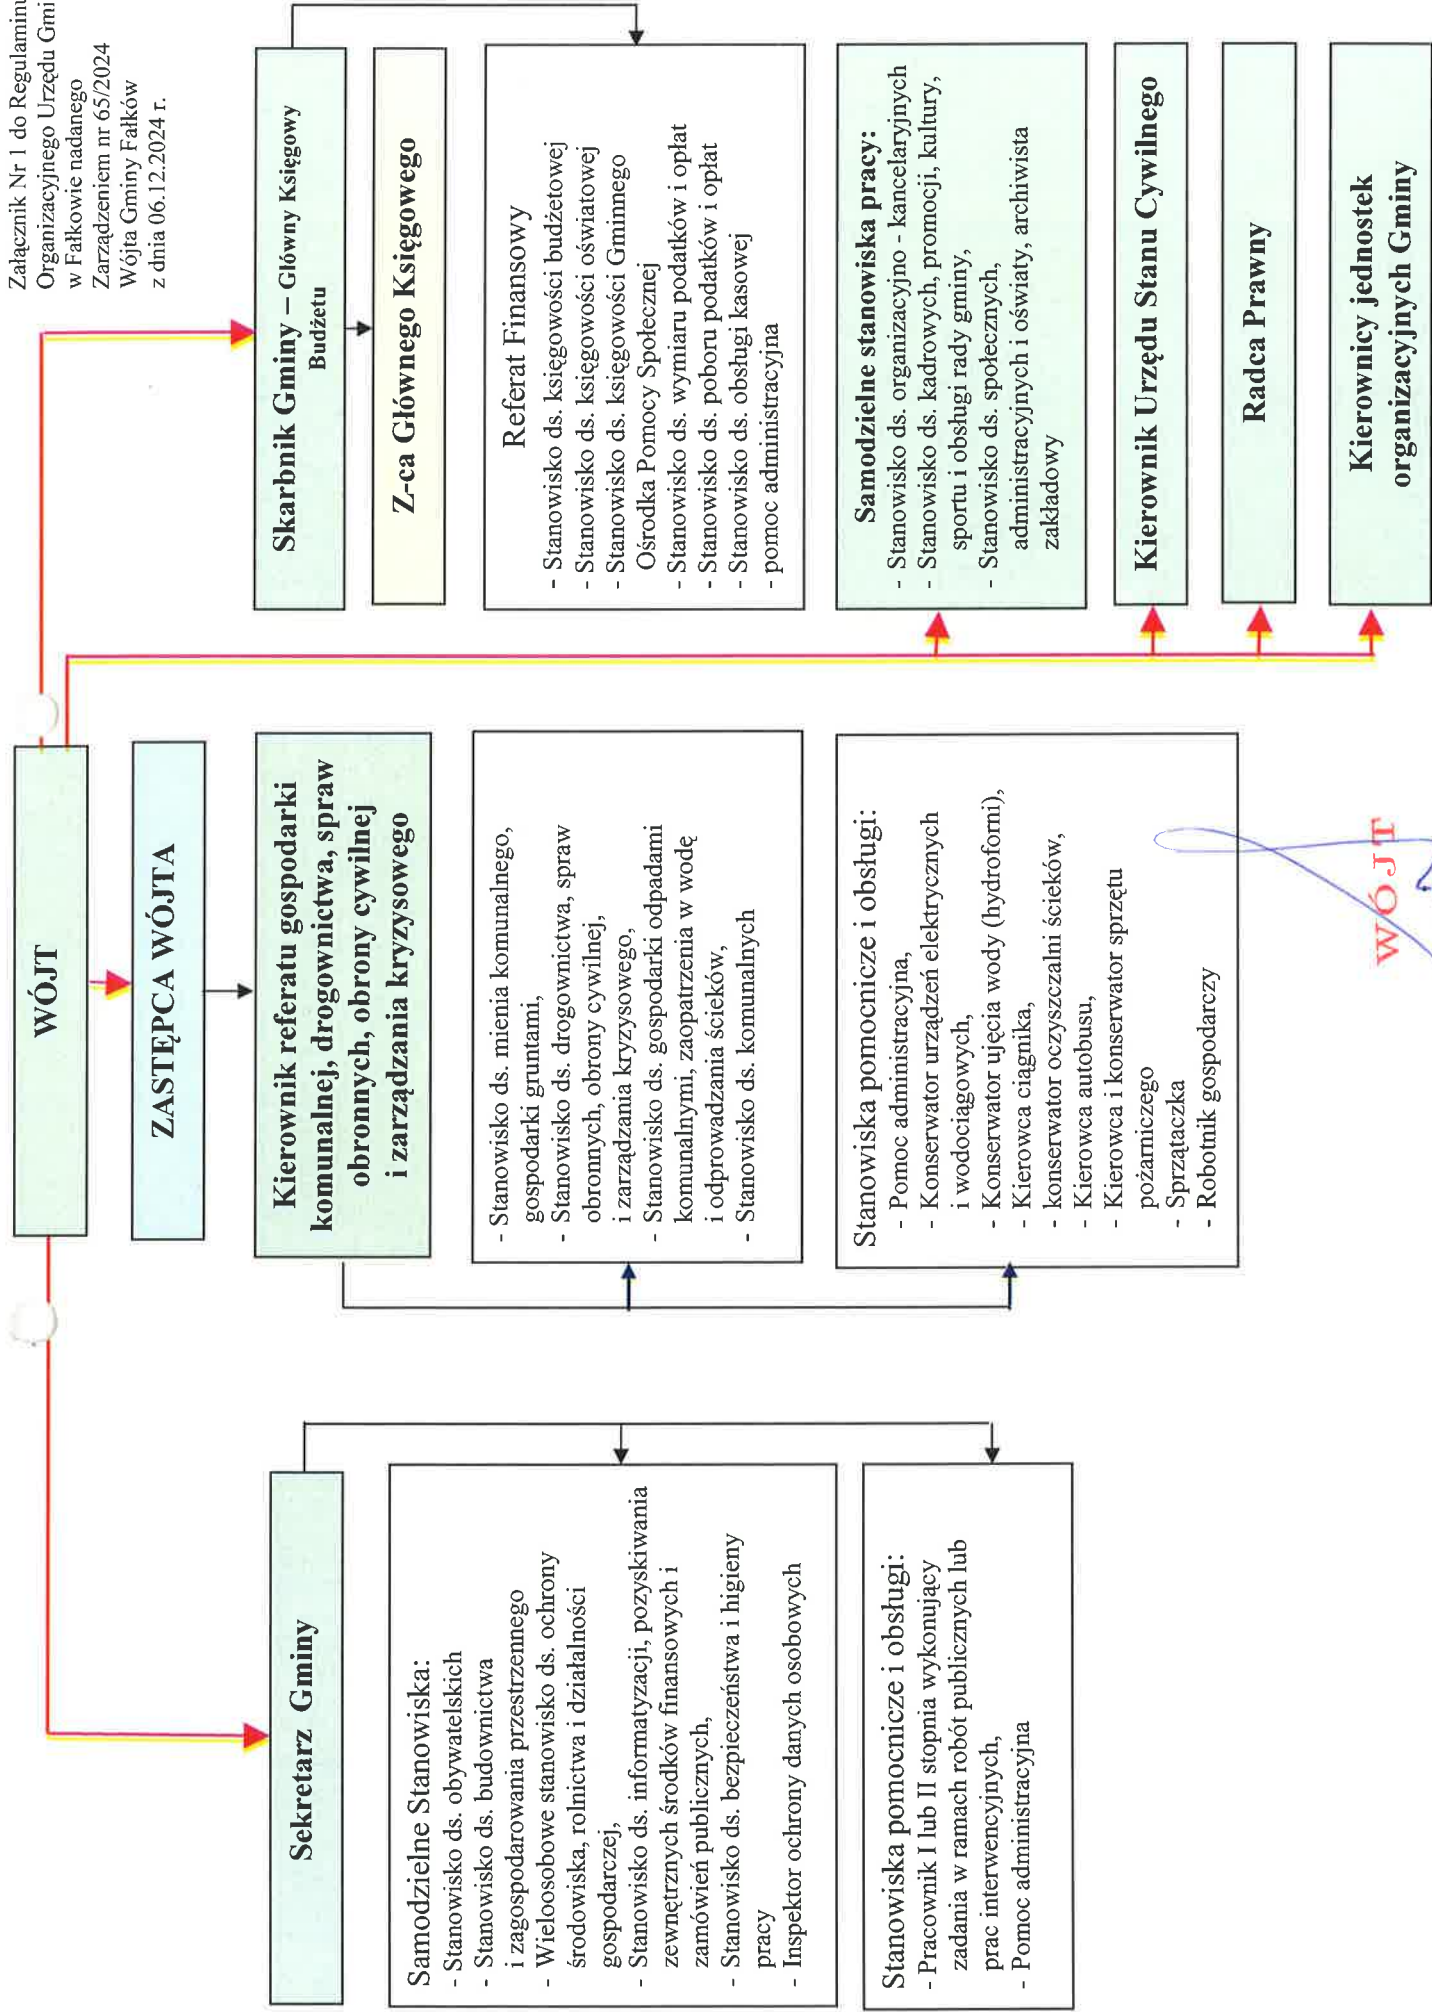 Załącznik Nr 1 do Regulaminu
Organizacyjnego Urzędu Gmi
w Fałkowie nadanego
Zarządzeniem nr 65/2024
Wójta Gminy Fałków
z dnia 06.12.2024 r.
WÓJT
ZASTĘPCA WÓJTA
Sekretarz Gminy
Samodzielne Stanowiska:
- Stanowisko ds. obywatelskich
- Stanowisko ds. budownictwa
i zagospodarowania przestrzennego
- Wieloosobowe stanowisko ds. ochrony
środowiska, rolnictwa i działalności
gospodarczej,
- Stanowisko ds. informatyzacji, pozyskiwania
zewnętrznych środków finansowych i
zamówień publicznych,
- Stanowisko ds. bezpieczeństwa i higieny
pracy
- Inspektor ochrony danych osobowych
Stanowiska pomocnicze i obsługi:
- Pracownik I lub II stopnia wykonujący
zadania w ramach robót publicznych lub
prac interwencyjnych,
- Pomoc administracyjna
Kierownik referatu gospodarki
komunalnej, drogownictwa, spraw
obronnych, obrony cywilnej
i zarządzania kryzysowego
- Stanowisko ds. mienia komunalnego,
gospodarki gruntami,
- Stanowisko ds. drogownictwa, spraw
obronnych, obrony cywilnej,
i zarządzania kryzysowego,
- Stanowisko ds. gospodarki odpadami
komunalnymi, zaopatrzenia w wodę
i odprowadzania ścieków,
- Stanowisko ds. komunalnych
Stanowiska pomocnicze i obsługi:
- Pomoc administracyjna,
- Konserwator urządzeń elektrycznych
i wodociągowych,
- Konserwator ujęcia wody (hydroforni),
- Kierowca ciągnika,
- konserwator oczyszczalni ścieków,
- Kierowca autobusu,
- Kierowca i konserwator sprzętu
pożarniczego
- Sprzątaczka
- Robotnik gospodarczy
Skarbnik Gminy – Główny Księgowy
Budżetu
Z-ca Głównego Księgowego
Referat Finansowy
- Stanowisko ds. księgowości budżetowej
- Stanowisko ds. księgowości oświatowej
- Stanowisko ds. księgowości Gminnego
Ośrodka Pomocy Społecznej
- Stanowisko ds. wymiaru podatków i opłat
- Stanowisko ds. poboru podatków i opłat
- Stanowisko ds. obsługi kasowej
- pomoc administracyjna
Samodzielne stanowiska pracy:
- Stanowisko ds. organizacyjno - kancelaryjnych
- Stanowisko ds. kadrowych, promocji, kultury,
sportu i obsługi rady gminy,
- Stanowisko ds. społecznych,
administracyjnych i oświaty, archiwista
zakładowy
Kierownik Urzędu Stanu Cywilnego
Radca Prawny
Kierownicy jednostek
organizacyjnych Gminy
WÓJT